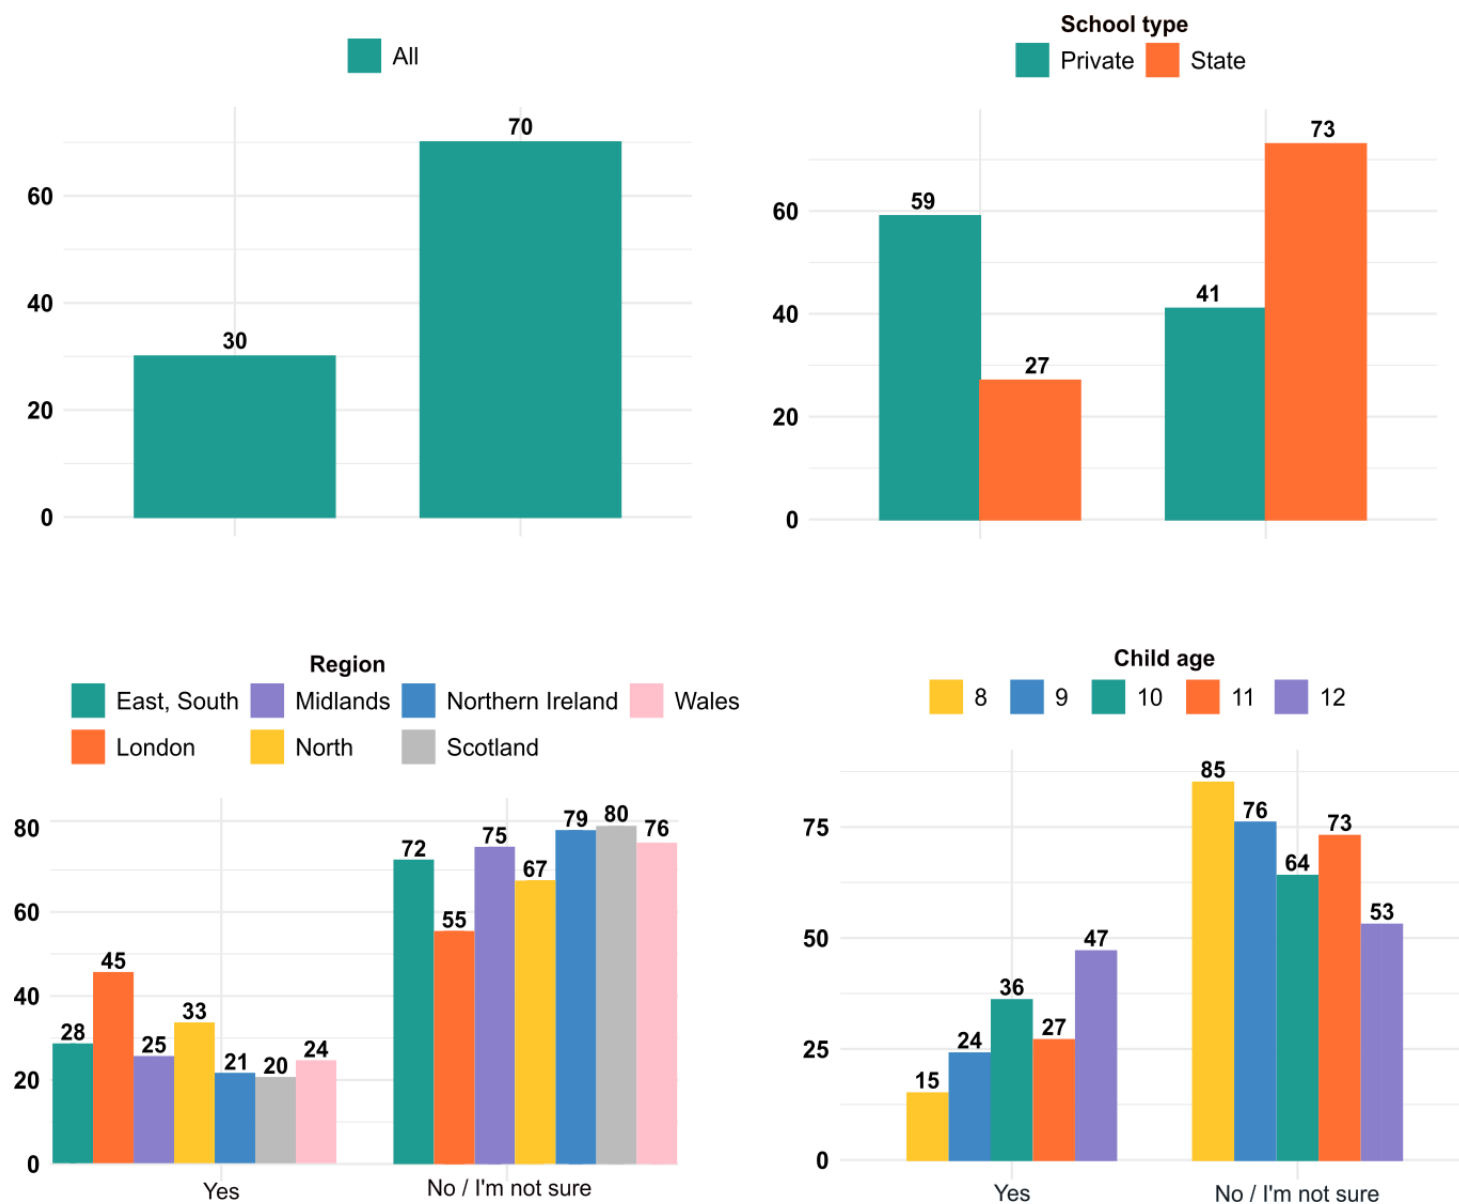 All
70
60
40
30
20
0
School type
Private State
73
60
59
41
40
27
20
0
Region
East, South Midlands Northern Ireland Wales
London North Scotland
80
72 55 75 67 79 80 76
60
45
40
28 25 33 21 20 24
20
0
Yes No / I'm not sure
Child age
8 9 10 11 12
85 76 64 73 53
75
50
47
36
27
25
24
15
0
Yes No / I'm not sure